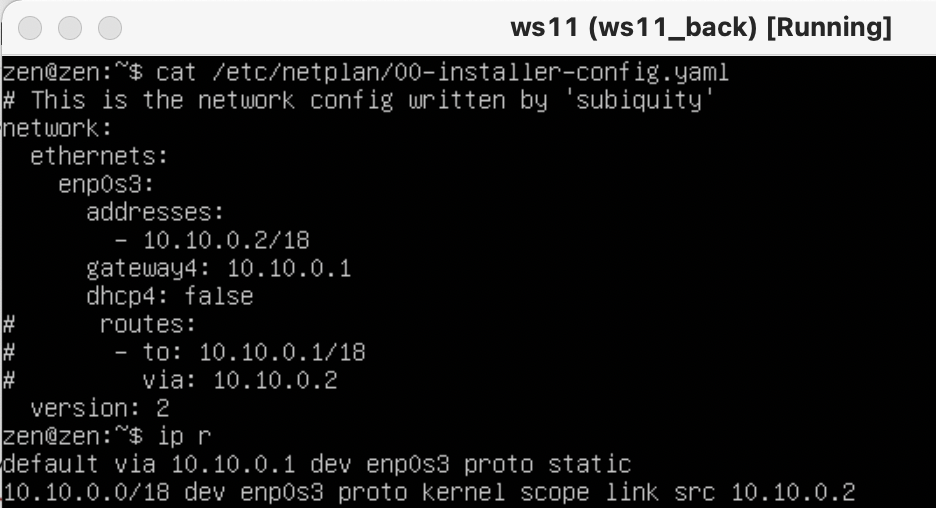 ws11 (ws11_back) [Running]
zen@zen:~$ cat /etc/netplan/00-installer-config.yaml
# This is the network config written by 'subiquity'
network:
  ethernets:
    enp0s3:
      addresses:
        - 10.10.0.2/18
      gateway4: 10.10.0.1
      dhcp4: false
#      routes:
#       - to: 10.10.0.1/18
#         via: 10.10.0.2
  version: 2
zen@zen:~$ ip r
default via 10.10.0.1 dev enp0s3 proto static
10.10.0.0/18 dev enp0s3 proto kernel scope link src 10.10.0.2